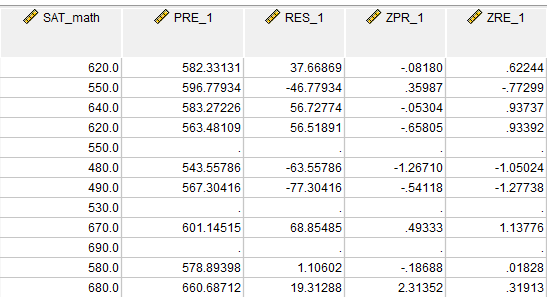 SAT_math PRE_1 RES_1 ZPR_1 ZRE_1
620.0 582.33131 37.66869 -.08180 .62244
550.0 596.77934 -46.77934 .35987 -.77299
640.0 583.27226 56.72774 -.05304 .93737
620.0 563.48109 56.51891 -.65805 .93392
550.0 . . . .
480.0 543.55786 -63.55786 -1.26710 -1.05024
490.0 567.30416 -77.30416 -.54118 -1.27738
530.0 . . . .
670.0 601.14515 68.85485 .49333 1.13776
690.0 . . . .
580.0 578.89398 1.10602 -.18688 .01828
680.0 660.68712 19.31288 2.31352 .31913